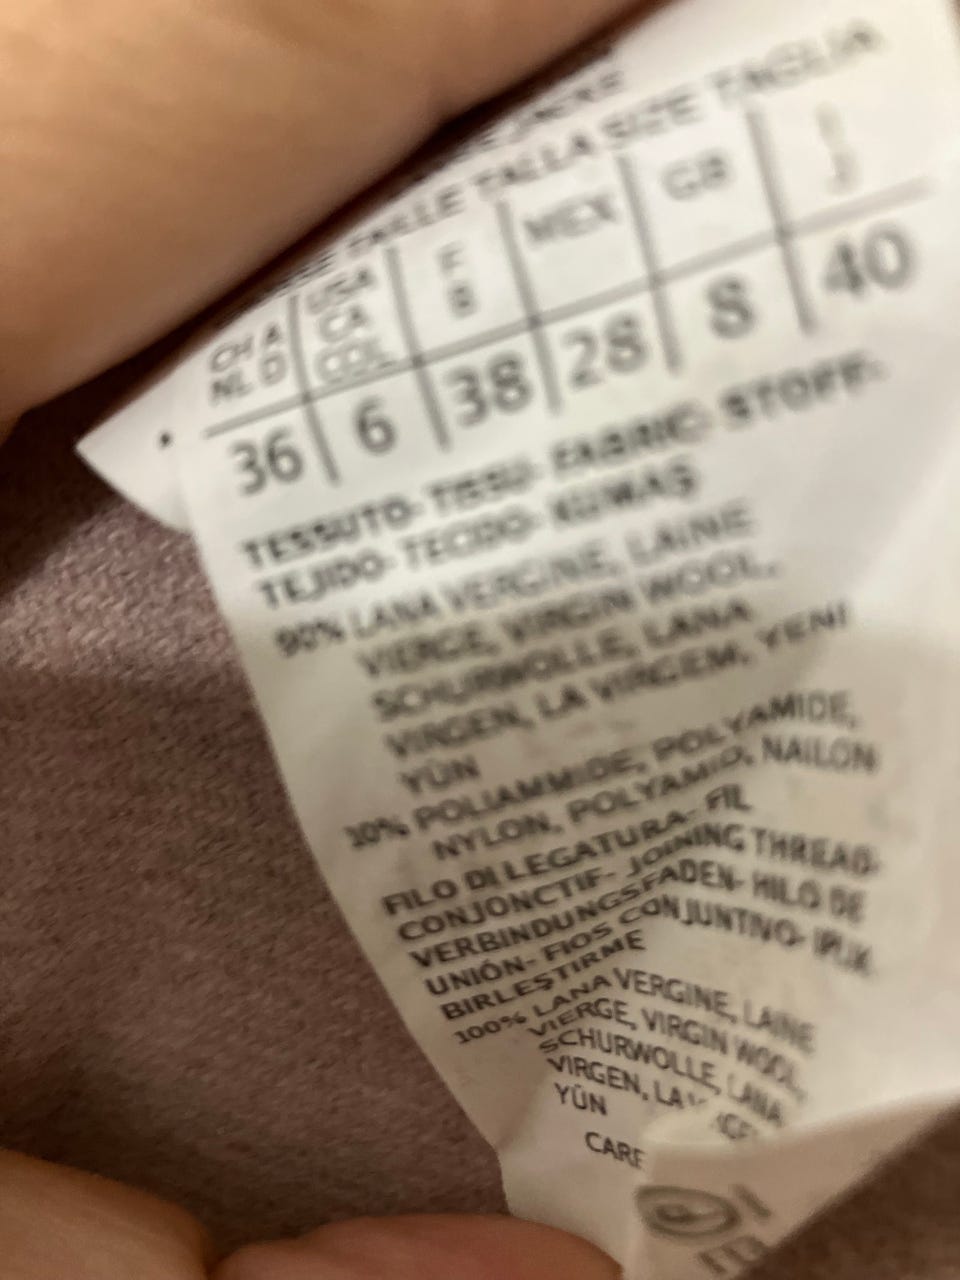 TAILLE TALLA SIZE TAGLIA
CH A USA F MEX GB I
NL D CA B
COL
36 6 38 28 8 40
TESSUTO- TISSU- FABRIC- STOFF-
TEJIDO- TECIDO- KUMAŞ
90% LANA VERGINE, LAINE
VIERGE, VIRGIN WOOL,
SCHURWOLLE, LANA
VIRGEN, LA VIRGEM, YENI
YÜN
10% POLIAMMIDE, POLYAMIDE,
NYLON, POLYAMID, NAILON
FILO DI LEGATURA- FIL
CONJONCTIF- JOINING THREAD-
VERBINDUNGSFADEN- HILO DE
UNIÓN- FIOS CONJUNTIVO- IPLIK
BIRLEŞTIRME
100% LANA VERGINE, LAINE
VIERGE, VIRGIN WOOL,
SCHURWOLLE, LANA
VIRGEN, LA
YÜN
CARE